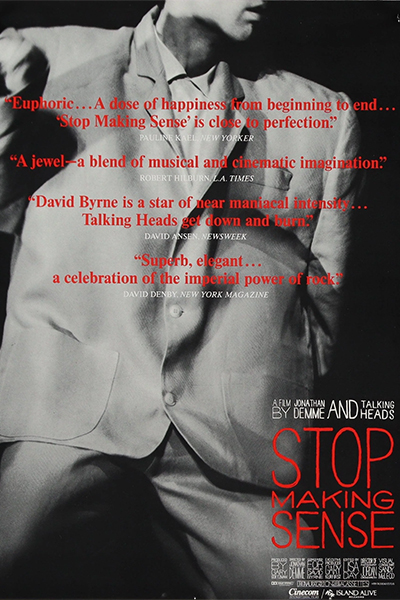 “Euphoric...A dose of happiness from beginning to end...
‘Stop Making Sense’ is close to perfection.”
PAULINE KAEL, NEW YORKER
“A jewel—a blend of musical and cinematic imagination.”
ROBERT HILBURN, L.A. TIMES
“David Byrne is a star of near maniacal intensity...
Talking Heads get down and burn.”
DAVID ANSEN, NEWSWEEK
“Superb, elegant...
a celebration of the imperial power of rock.”
DAVID DENBY, NEW YORK MAGAZINE
A FILM BY JONATHAN DEMME AND TALKING HEADS
STOP
MAKING
SENSE
Cinecom ISLAND ALIVE